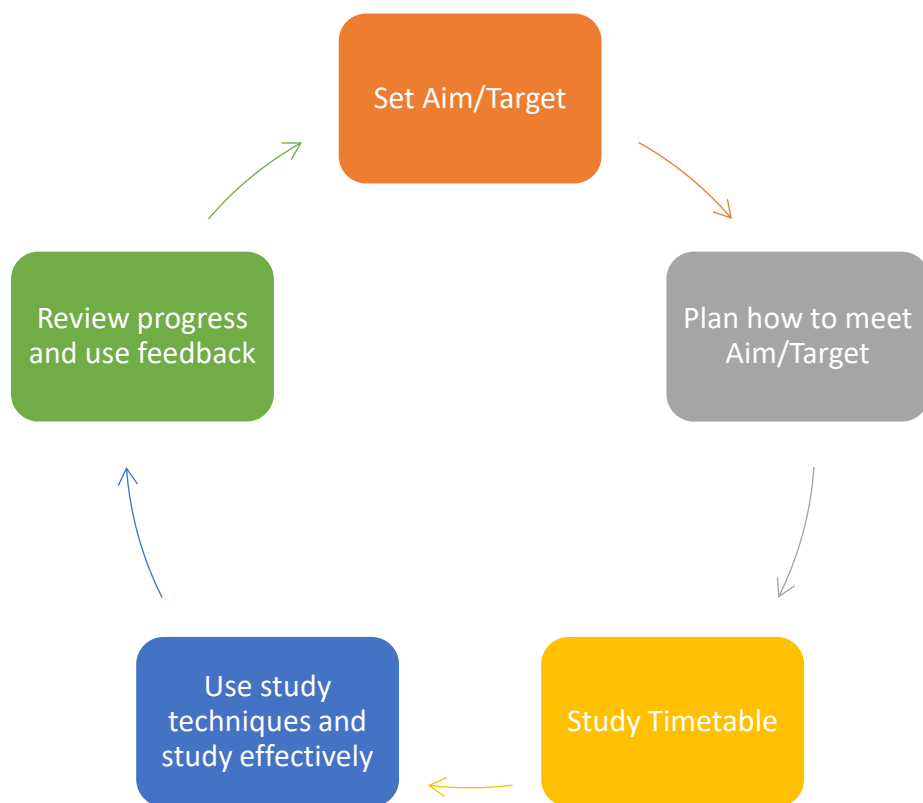 Set Aim/Target
Plan how to meet
Aim/Target
Study Timetable
Use study
techniques and
study effectively
Review progress
and use feedback